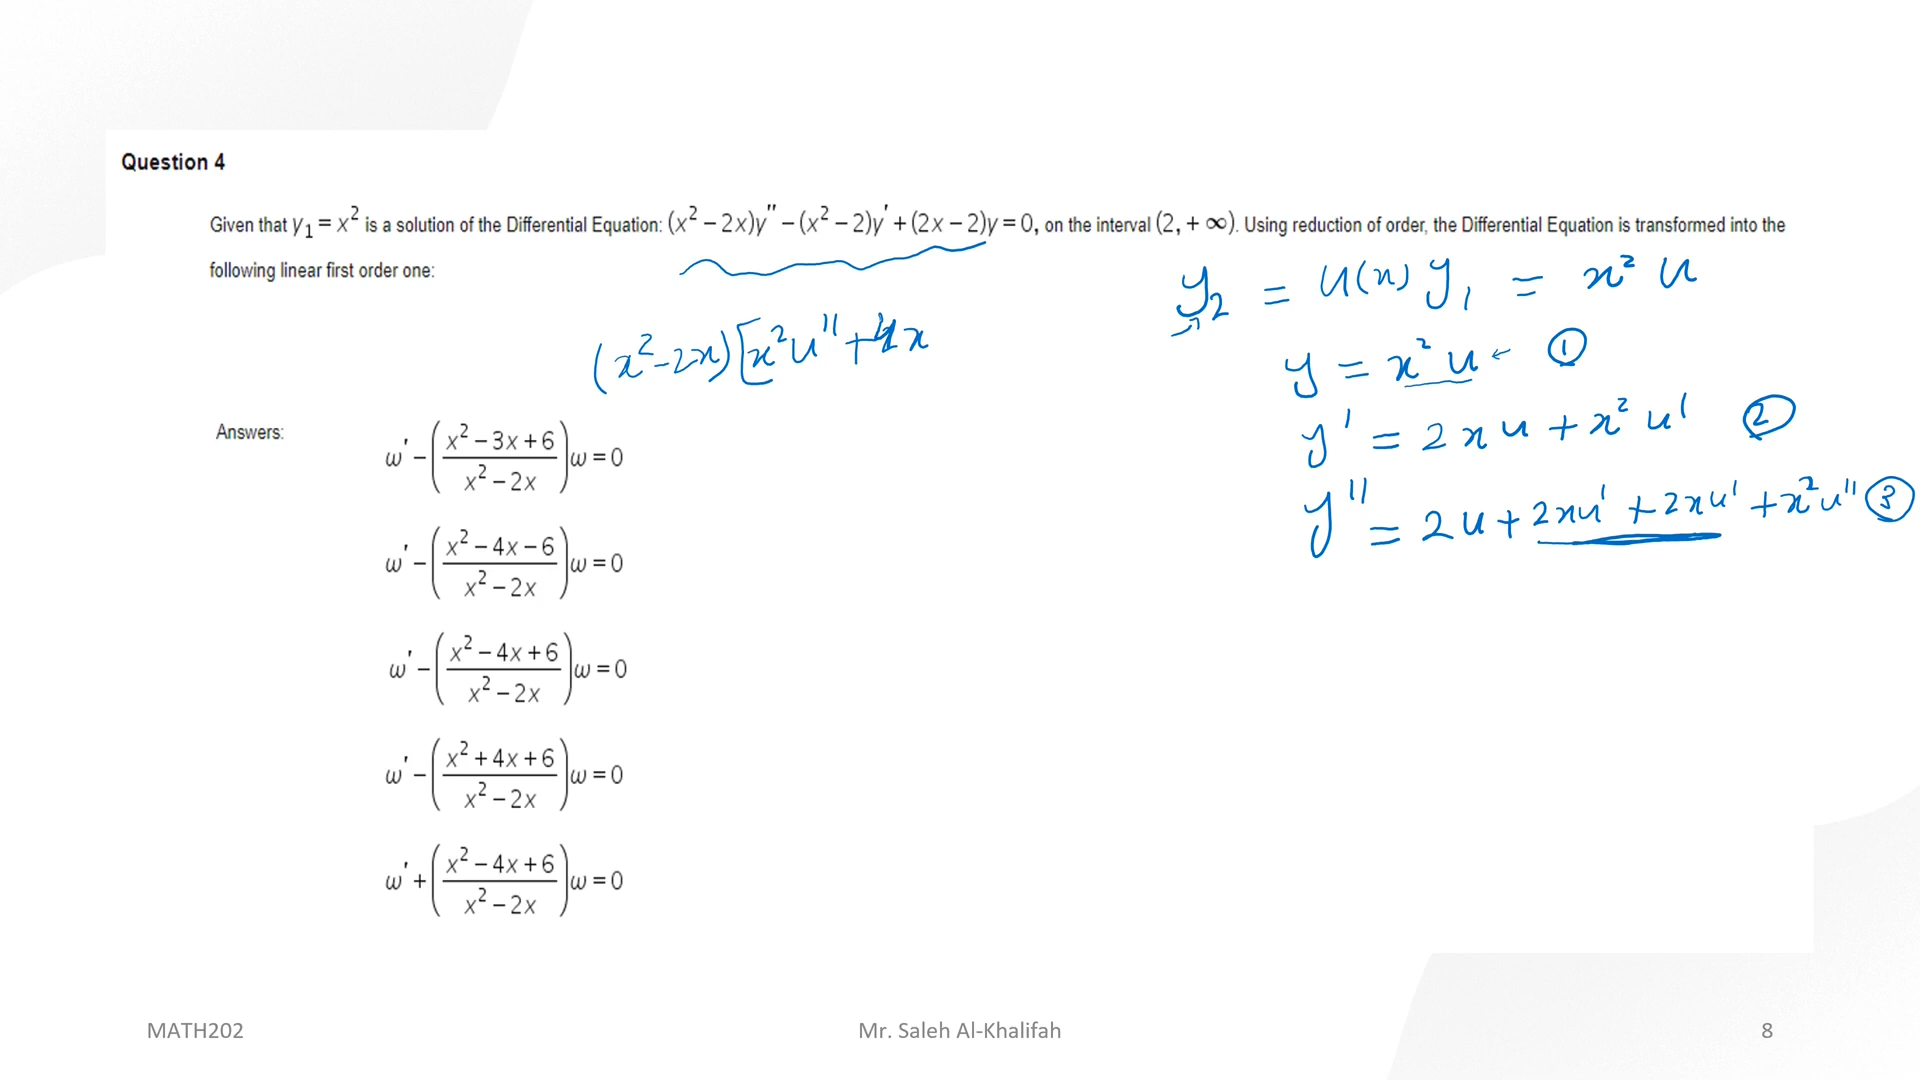 Question 4
Given that y₁ = x² is a solution of the Differential Equation: (x² – 2x)y" – (x² – 2)y' + (2x – 2)y = 0, on the interval (2, + ∞). Using reduction of order, the Differential Equation is transformed into the
following linear first order one:
y₂ = u(x) y₁ = x² u
(x² - 2x)[x²u" + 4x
y = x² u ← ①
y' = 2xu + x² u' ②
y" = 2u + 2xu' + 2xu' + x²u" ③
Answers:
ω' – ((x² – 3x + 6)/(x² – 2x))ω = 0
ω' – ((x² – 4x – 6)/(x² – 2x))ω = 0
ω' – ((x² – 4x + 6)/(x² – 2x))ω = 0
ω' – ((x² + 4x + 6)/(x² – 2x))ω = 0
ω' + ((x² – 4x + 6)/(x² – 2x))ω = 0
MATH202
Mr. Saleh Al-Khalifah
8